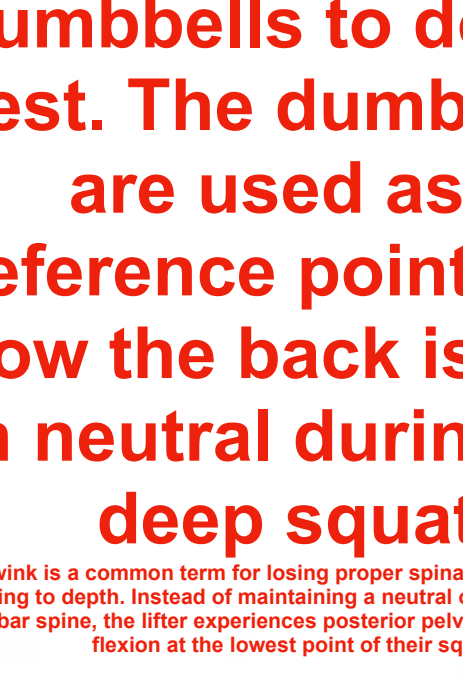 umbbells to d
est. The dumb
are used as
eference point
ow the back is
neutral durin
deep squat
wink is a common term for losing proper spina
ing to depth. Instead of maintaining a neutral
bar spine, the lifter experiences posterior pelv
flexion at the lowest point of their sq